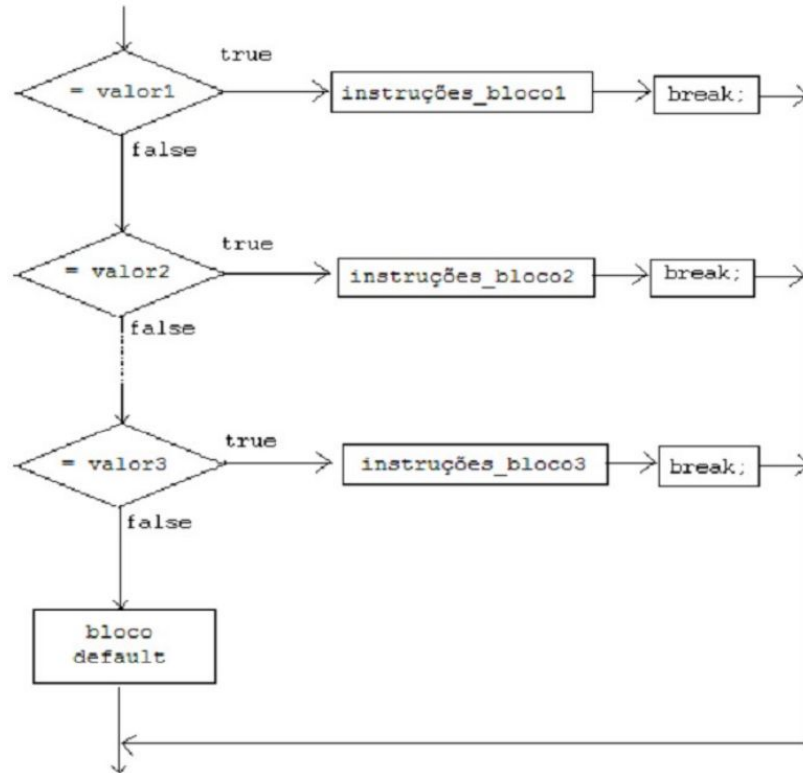 true
= valor1
instruções_bloco1
break;
false
true
= valor2
instruções_bloco2
break;
false
true
= valor3
instruções_bloco3
break;
false
bloco
default